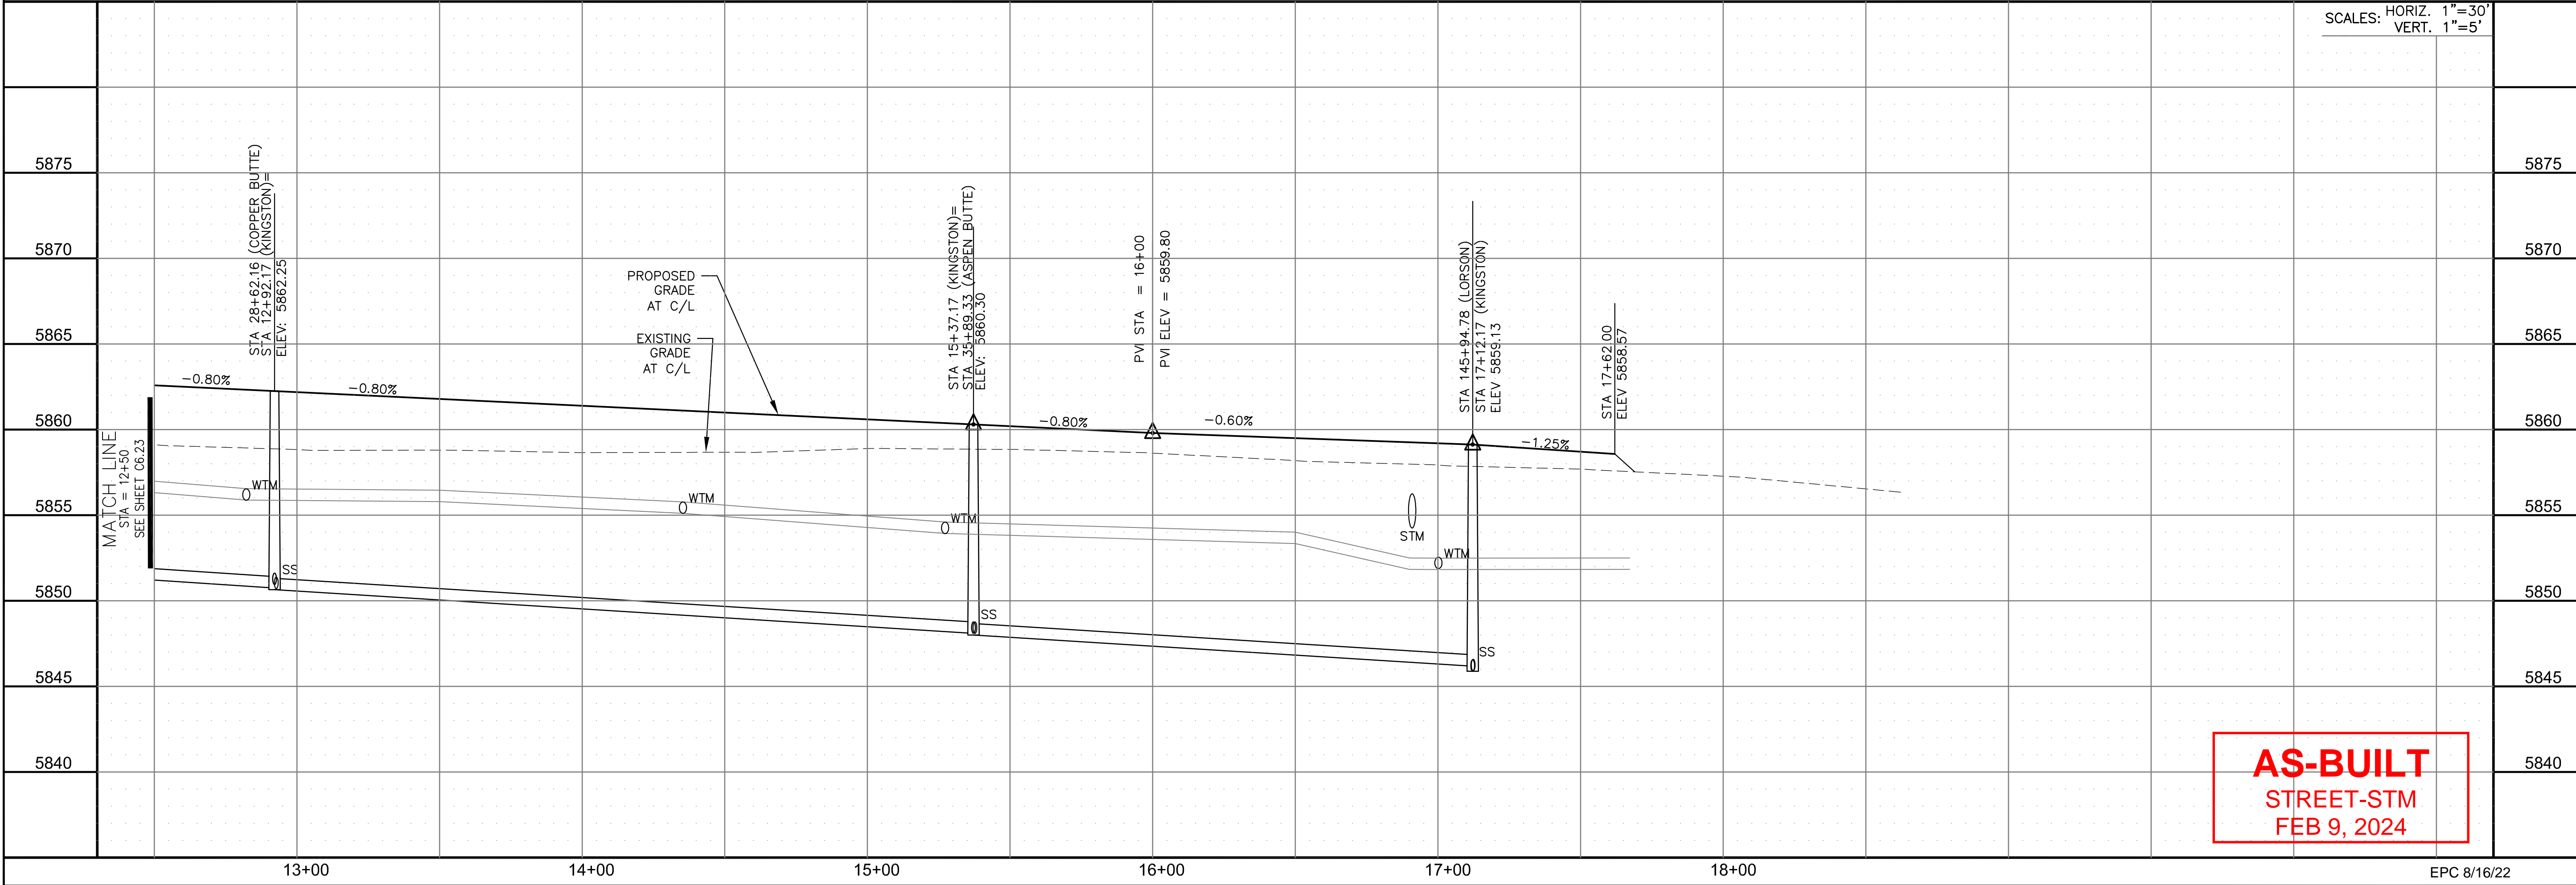 SCALES: HORIZ. 1"=30'
VERT. 1"=5'
5875
5870
5865
5860
5855
5850
5845
5840
STA 28+62.16 (COPPER BUTTE)
STA 12+92.17 (KINGSTON)=
ELEV: 5862.25
STA 15+37.17 (KINGSTON)=
STA 35+89.33 (ASPEN BUTTE)
ELEV: 5860.30
PVI STA = 16+00
PVI ELEV = 5859.80
STA 145+94.78 (LORSON)
STA 17+12.17 (KINGSTON)
ELEV 5859.13
STA 17+62.00
ELEV 5858.57
PROPOSED
GRADE
AT C/L
EXISTING
GRADE
AT C/L
-0.80%
-0.80%
-0.80%
-0.60%
-1.25%
MATCH LINE
STA = 12+50
SEE SHEET C6.23
WTM
WTM
WTM
STM
WTM
SS
SS
SS
5875
5870
5865
5860
5855
5850
5845
5840
AS-BUILT
STREET-STM
FEB 9, 2024
13+00
14+00
15+00
16+00
17+00
18+00
EPC 8/16/22